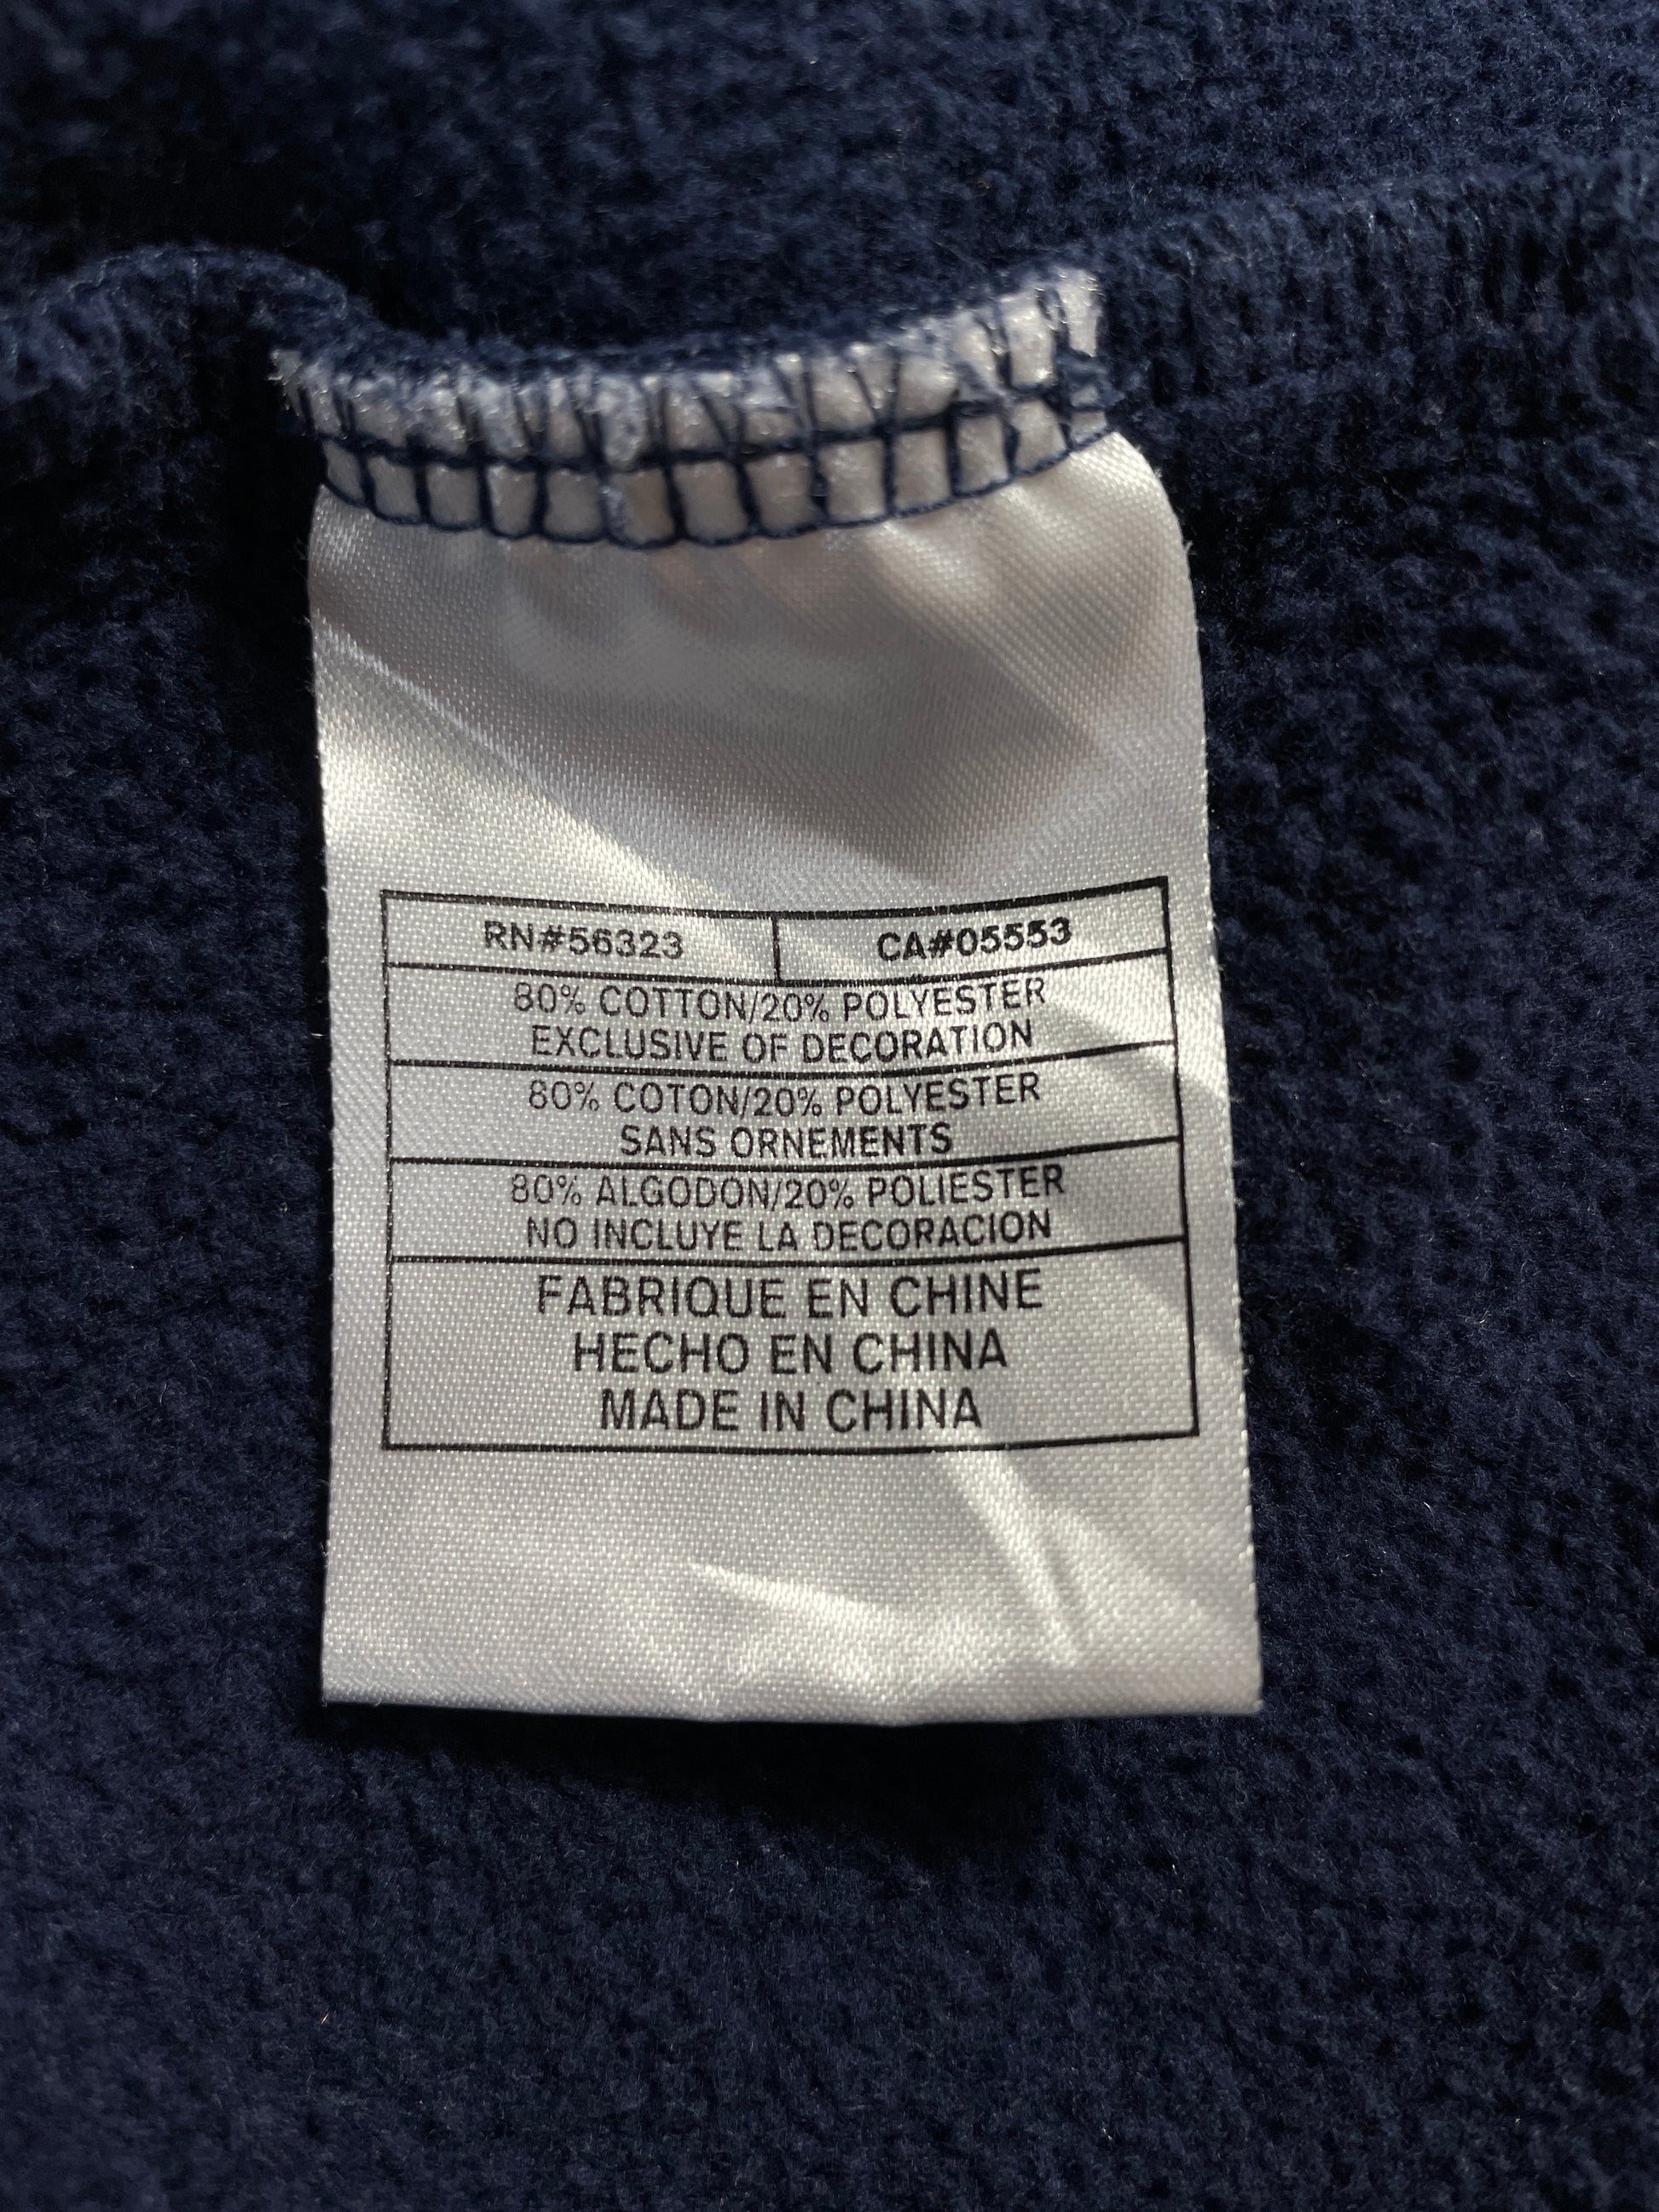 RN#56323 CA#05553
80% COTTON/20% POLYESTER
EXCLUSIVE OF DECORATION
80% COTON/20% POLYESTER
SANS ORNEMENTS
80% ALGODON/20% POLIESTER
NO INCLUYE LA DECORACION
FABRIQUE EN CHINE
HECHO EN CHINA
MADE IN CHINA